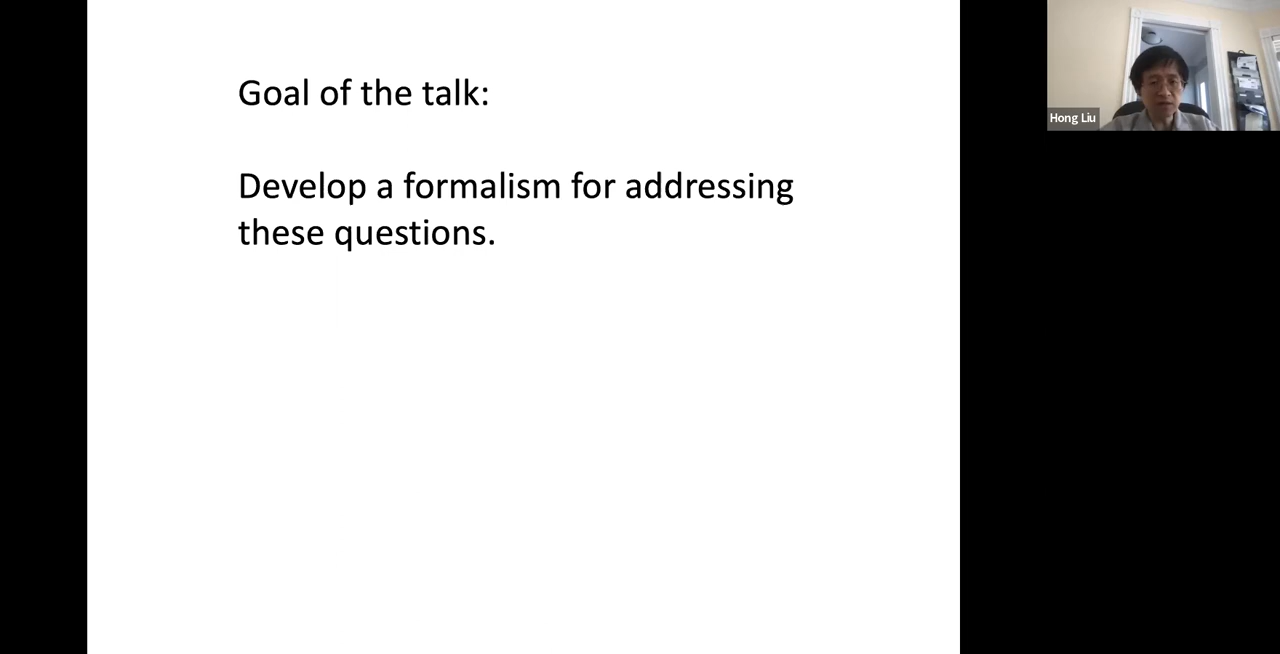 Goal of the talk:
Develop a formalism for addressing
these questions.
Hong Liu